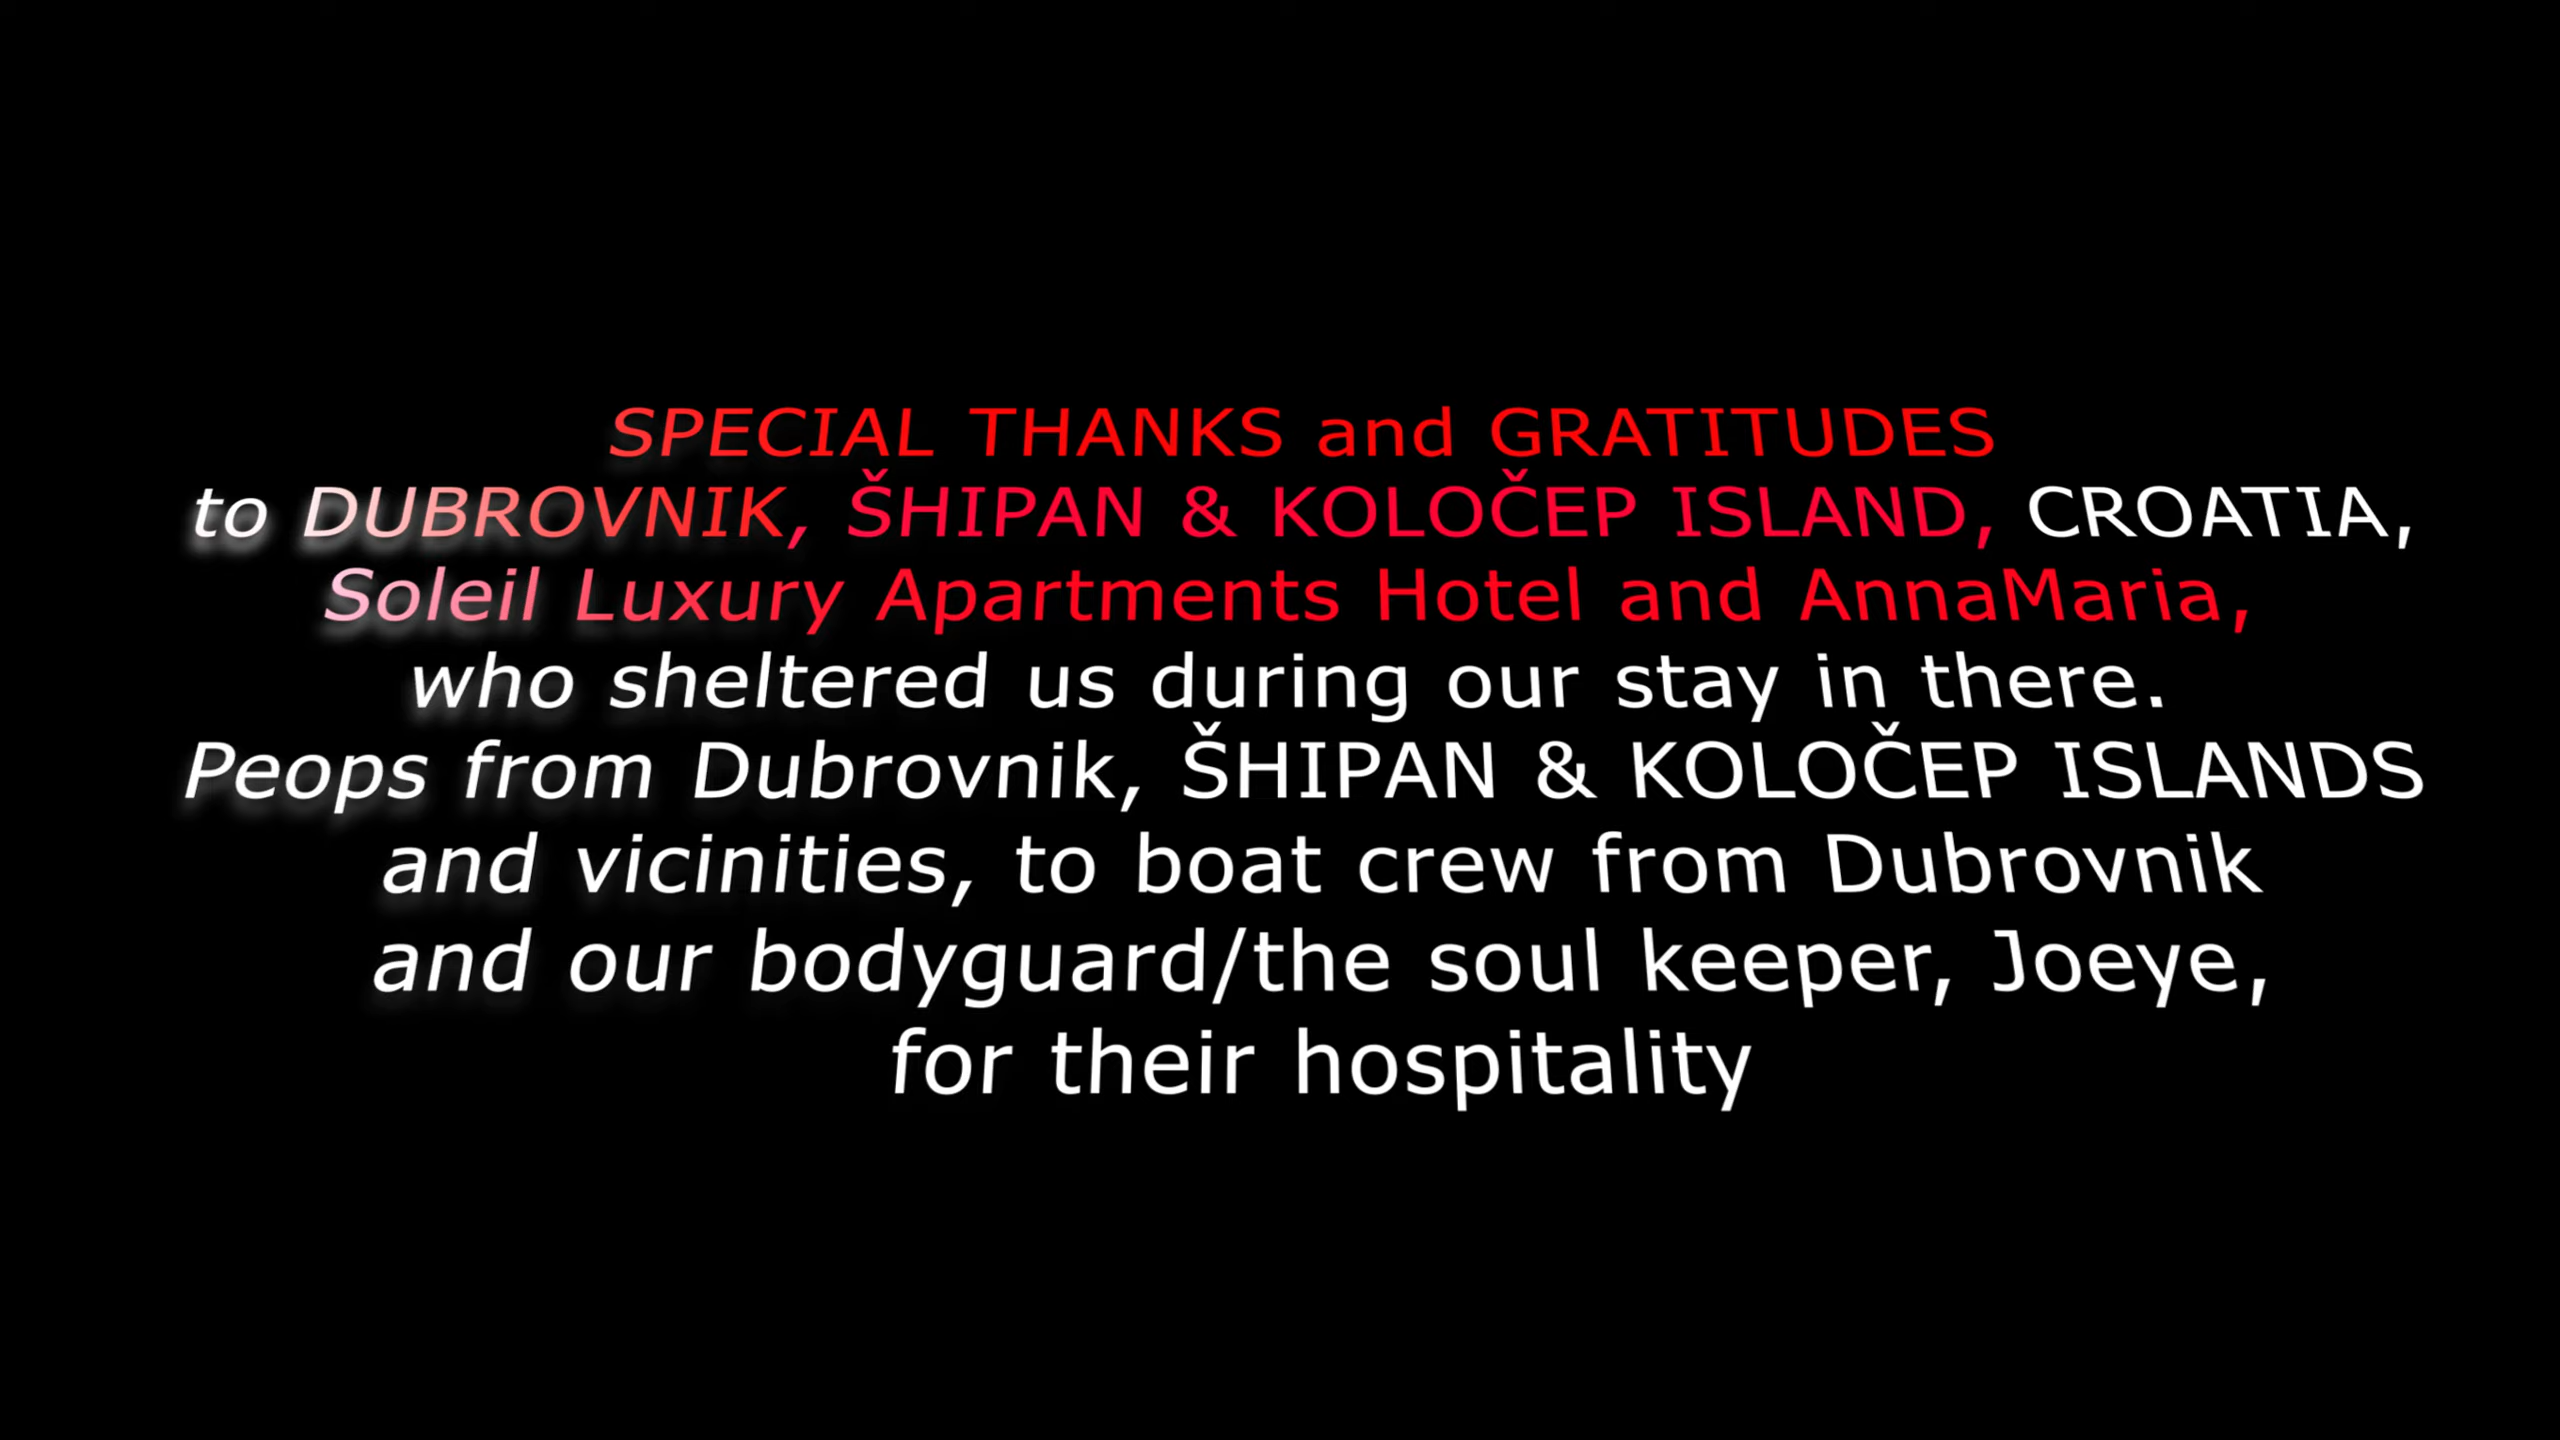 SPECIAL THANKS and GRATITUDES
to DUBROVNIK, ŠHIPAN & KOLOČEP ISLAND, CROATIA,
Soleil Luxury Apartments Hotel and AnnaMaria,
who sheltered us during our stay in there.
Peops from Dubrovnik, ŠHIPAN & KOLOČEP ISLANDS
and vicinities, to boat crew from Dubrovnik
and our bodyguard/the soul keeper, Joeye,
for their hospitality